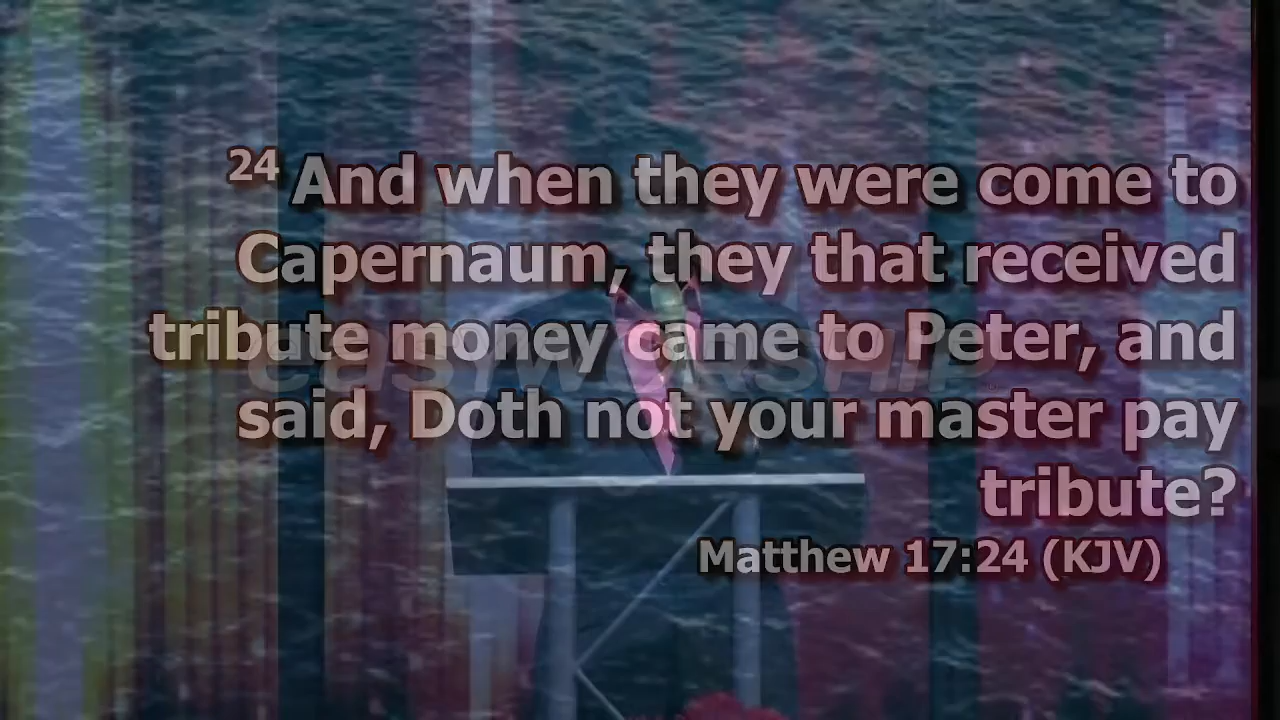 24 And when they were come to
Capernaum, they that received
tribute money came to Peter, and
said, Doth not your master pay
tribute?
Matthew 17:24 (KJV)
easyworship